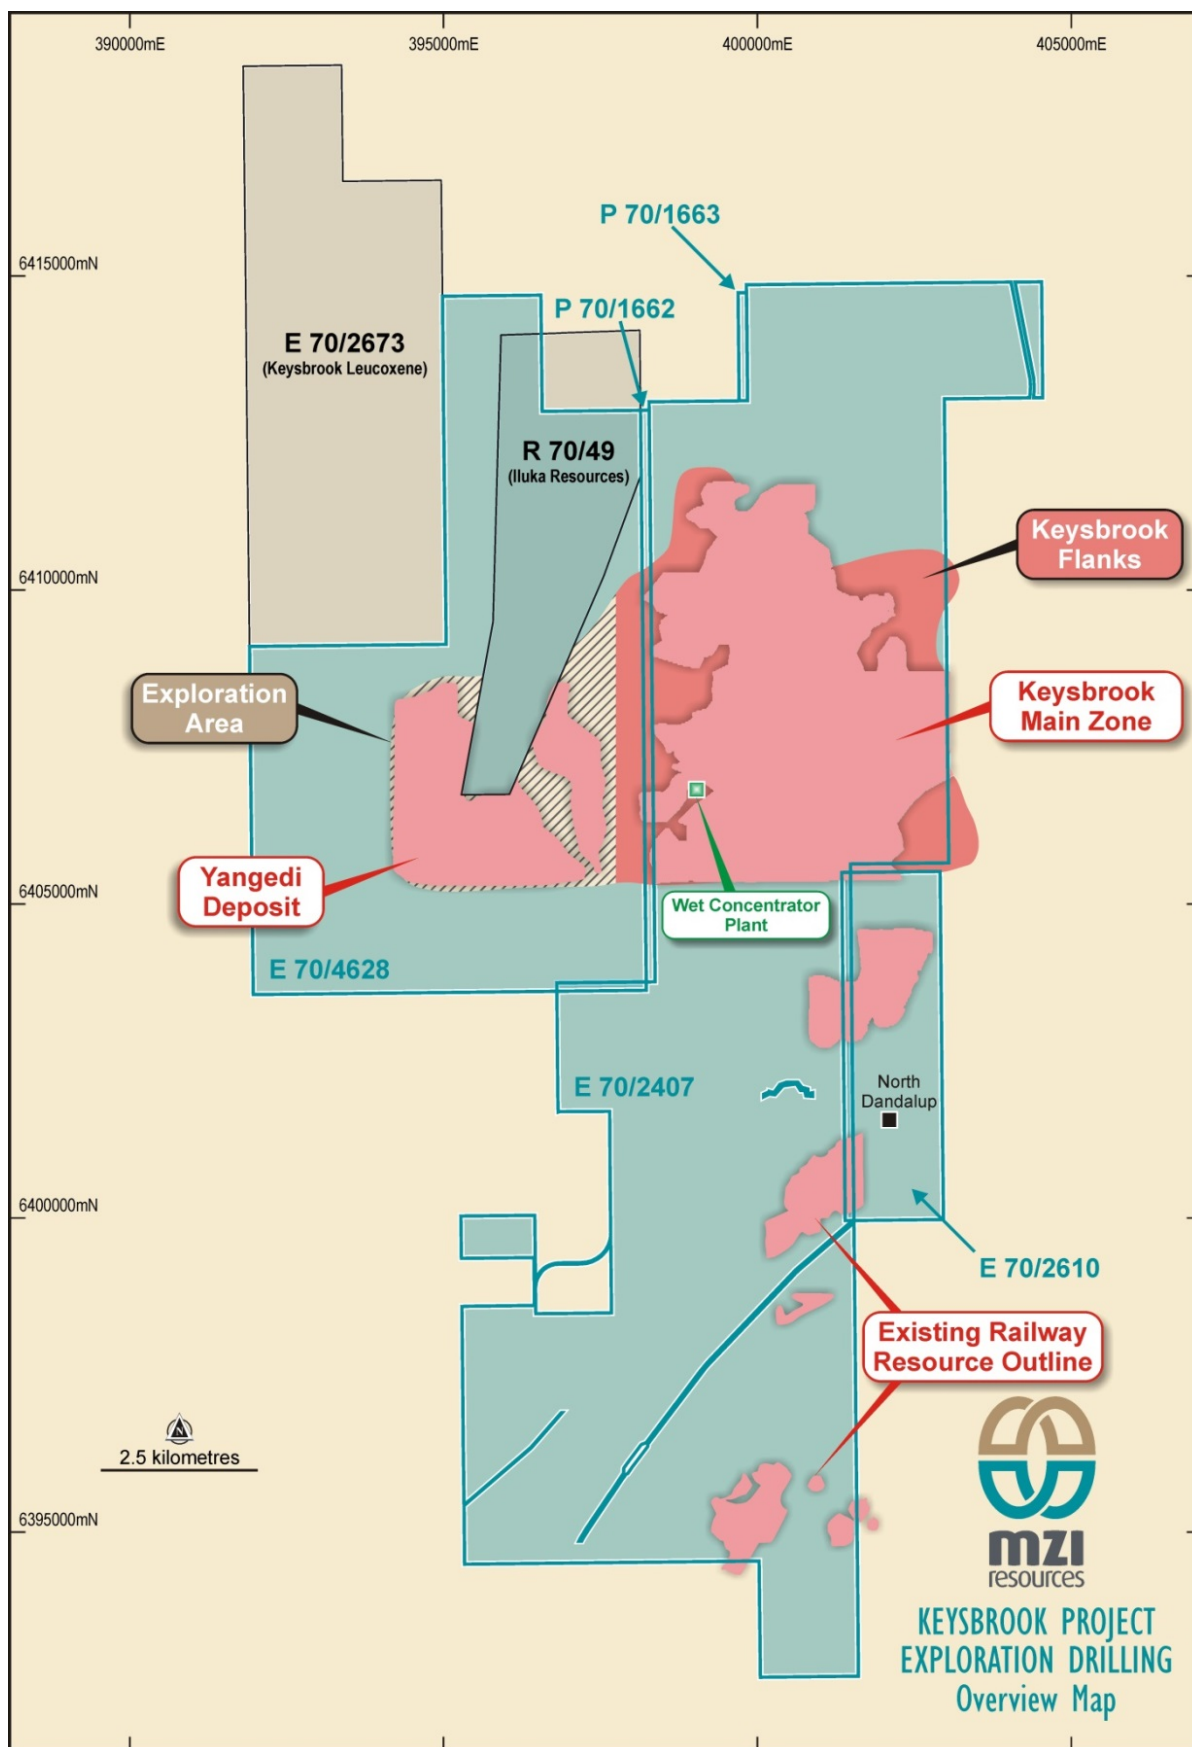 390000mE
395000mE
400000mE
405000mE
P 70/1663
6415000mN
P 70/1662
E 70/2673
(Keysbrook Leucoxene)
R 70/49
(Iluka Resources)
Keysbrook
Flanks
6410000mN
Exploration
Area
Keysbrook
Main Zone
Yangedi
Deposit
6405000mN
Wet Concentrator
Plant
E 70/4628
E 70/2407
North
Dandalup
6400000mN
E 70/2610
Existing Railway
Resource Outline
N
2.5 kilometres
6395000mN
mzi
resources
KEYSBROOK PROJECT
EXPLORATION DRILLING
Overview Map